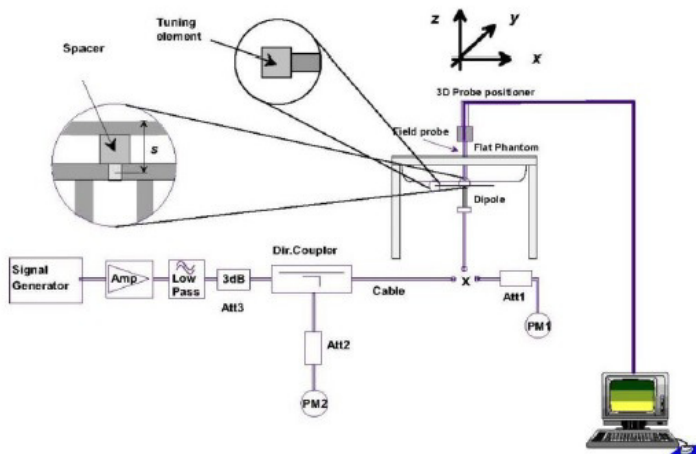 Tuning
element
Spacer
s
z
y
x
3D Probe positioner
Field probe
Flat Phantom
Dipole
Signal
Generator
Amp
Low
Pass
3dB
Att3
Dir.Coupler
Cable
x
Att1
PM1
Att2
PM2